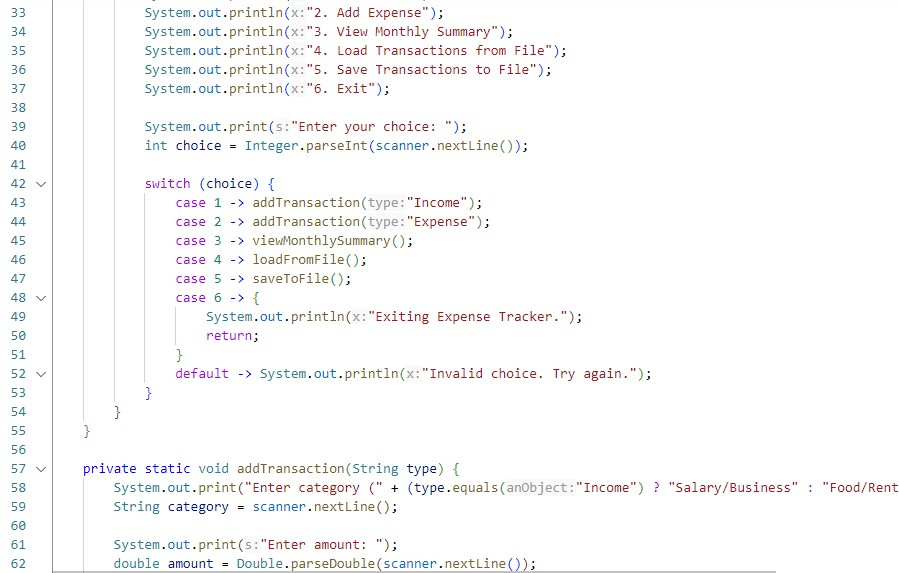 33 System.out.println(x:"2. Add Expense");
34 System.out.println(x:"3. View Monthly Summary");
35 System.out.println(x:"4. Load Transactions from File");
36 System.out.println(x:"5. Save Transactions to File");
37 System.out.println(x:"6. Exit");
38
39 System.out.print(s:"Enter your choice: ");
40 int choice = Integer.parseInt(scanner.nextLine());
41
42 switch (choice) {
43 case 1 -> addTransaction(type:"Income");
44 case 2 -> addTransaction(type:"Expense");
45 case 3 -> viewMonthlySummary();
46 case 4 -> loadFromFile();
47 case 5 -> saveToFile();
48 case 6 -> {
49 System.out.println(x:"Exiting Expense Tracker.");
50 return;
51 }
52 default -> System.out.println(x:"Invalid choice. Try again.");
53 }
54 }
55 }
56
57 private static void addTransaction(String type) {
58 System.out.print("Enter category (" + (type.equals(anObject:"Income") ? "Salary/Business" : "Food/Rent
59 String category = scanner.nextLine();
60
61 System.out.print(s:"Enter amount: ");
62 double amount = Double.parseDouble(scanner.nextLine());